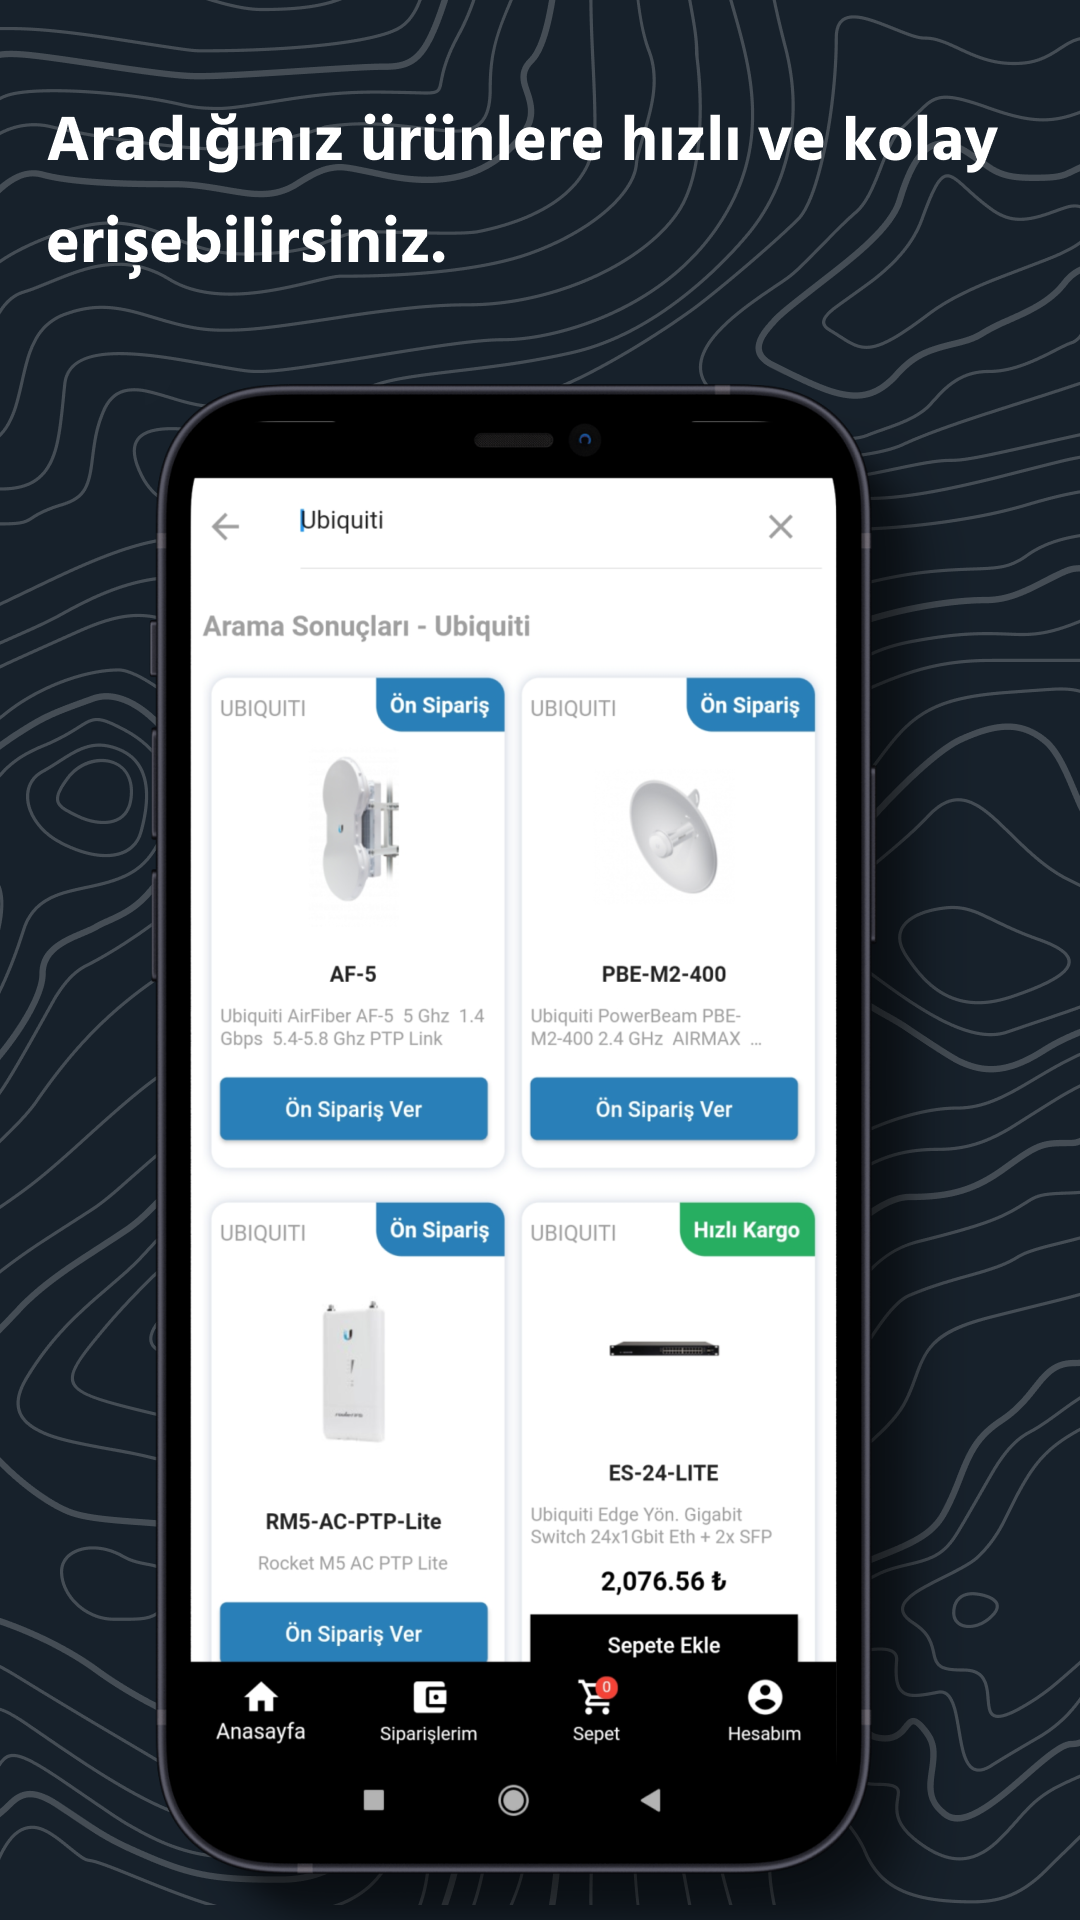 Aradığınız ürünlere hızlı ve kolay
erişebilirsiniz.
Ubiquiti
Arama Sonuçları - Ubiquiti
UBIQUITI
Ön Sipariş
AF-5
Ubiquiti AirFiber AF-5 5 Ghz 1.4
Gbps 5.4-5.8 Ghz PTP Link
Ön Sipariş Ver
UBIQUITI
Ön Sipariş
PBE-M2-400
Ubiquiti PowerBeam PBE-
M2-400 2.4 GHz AIRMAX ...
Ön Sipariş Ver
UBIQUITI
Ön Sipariş
RM5-AC-PTP-Lite
Rocket M5 AC PTP Lite
Ön Sipariş Ver
UBIQUITI
Hızlı Kargo
ES-24-LITE
Ubiquiti Edge Yön. Gigabit
Switch 24x1Gbit Eth + 2x SFP
2,076.56 ₺
Sepete Ekle
Anasayfa
Siparişlerim
0
Sepet
Hesabım